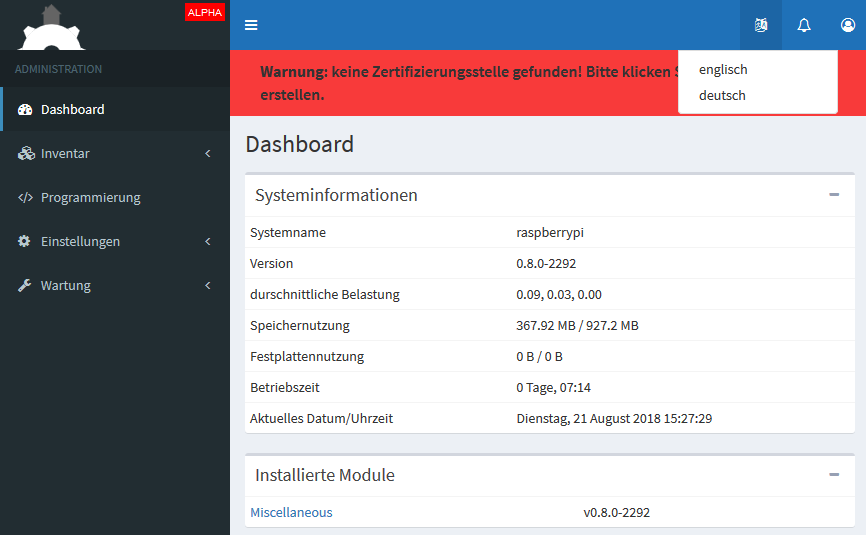 ALPHA
ADMINISTRATION
Dashboard
Inventar
Programmierung
Einstellungen
Wartung
Warnung: keine Zertifizierungsstelle gefunden! Bitte klicken
erstellen.
englisch
deutsch
Dashboard
Systeminformationen
Systemname raspberrypi
Version 0.8.0-2292
durschnittliche Belastung 0.09, 0.03, 0.00
Speichernutzung 367.92 MB / 927.2 MB
Festplattennutzung 0 B / 0 B
Betriebszeit 0 Tage, 07:14
Aktuelles Datum/Uhrzeit Dienstag, 21 August 2018 15:27:29
Installierte Module
Miscellaneous v0.8.0-2292